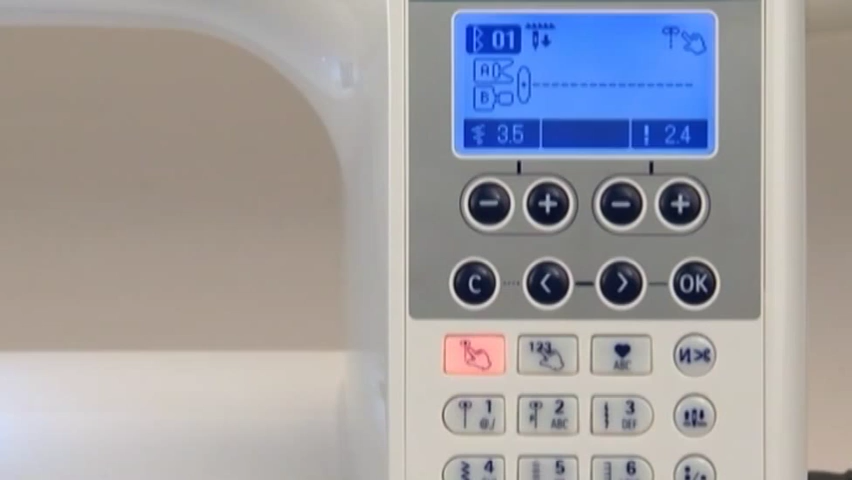 01
A
B
3.5 2.4
− + − +
C < > OK
123 ABC
1 @./ 2 ABC 3 DEF
4 5 6